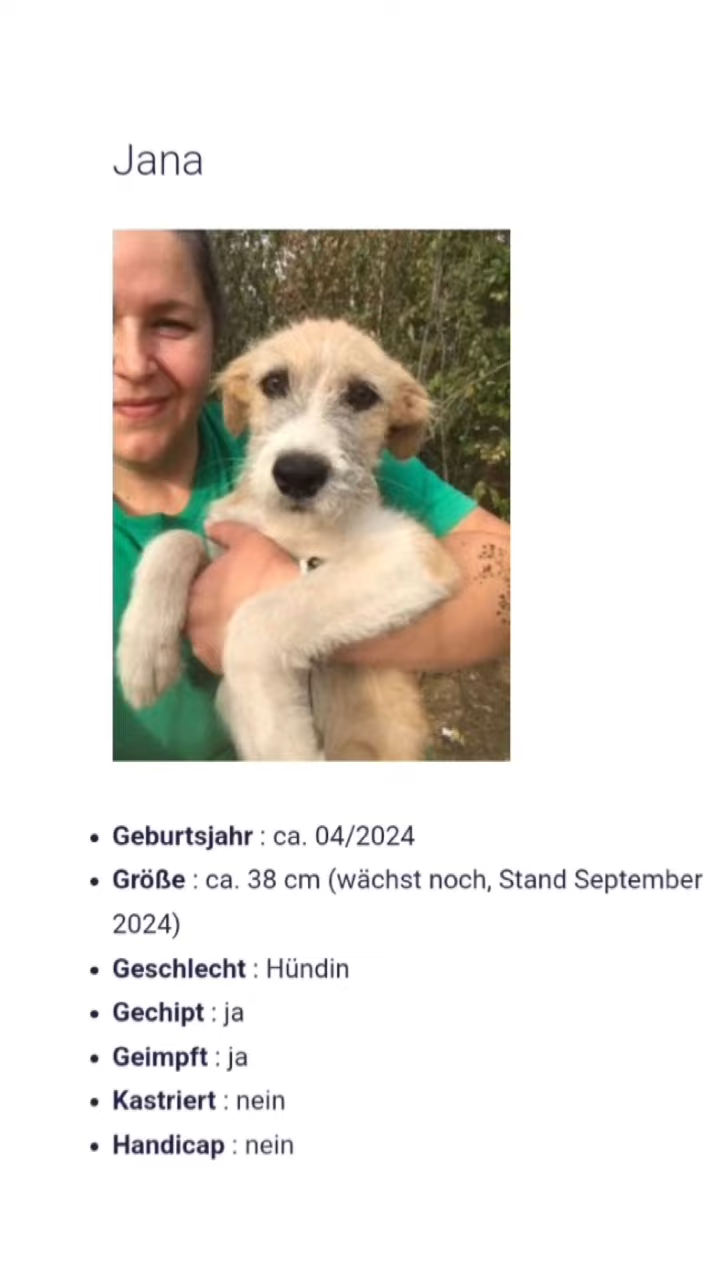 Jana
Geburtsjahr : ca. 04/2024
Größe : ca. 38 cm (wächst noch, Stand September
2024)
Geschlecht : Hündin
Gechipt : ja
Geimpft : ja
Kastriert : nein
Handicap : nein